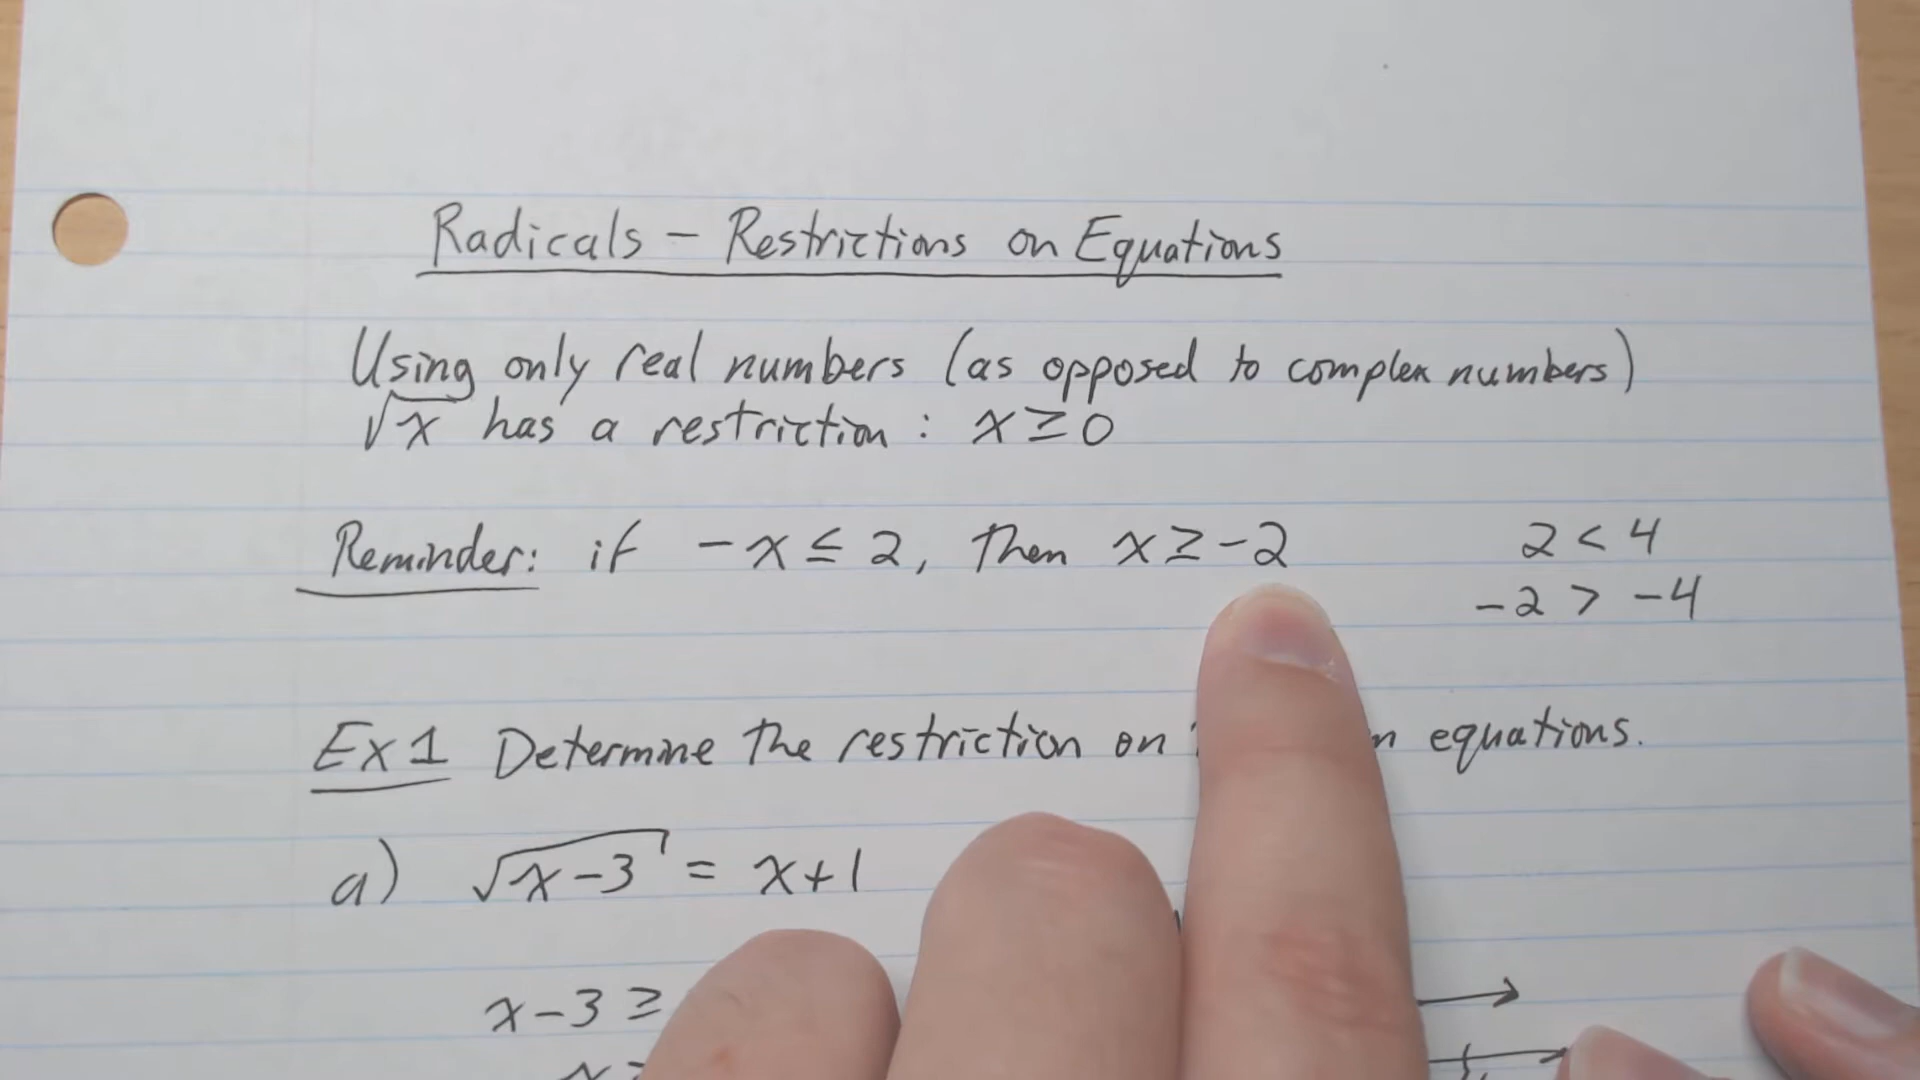 Radicals - Restrictions on Equations
Using only real numbers (as opposed to complex numbers)
√x has a restriction : x ≥ 0
Reminder: if -x ≤ 2, then x ≥ -2
2 < 4
-2 > -4
Ex 1 Determine the restriction on equations.
a) √x-3 = x+1
x-3 ≥